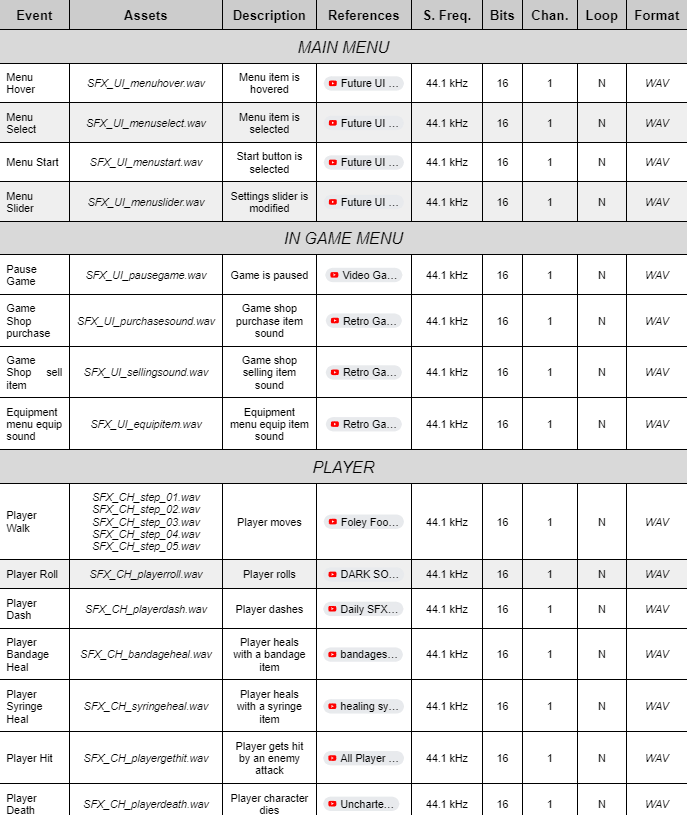 Event Assets Description References S. Freq. Bits Chan. Loop Format
MAIN MENU
Menu Hover SFX_UI_menuhover.wav Menu item is hovered Future UI ... 44.1 kHz 16 1 N WAV
Menu Select SFX_UI_menuselect.wav Menu item is selected Future UI ... 44.1 kHz 16 1 N WAV
Menu Start SFX_UI_menustart.wav Start button is selected Future UI ... 44.1 kHz 16 1 N WAV
Menu Slider SFX_UI_menuslider.wav Settings slider is modified Future UI ... 44.1 kHz 16 1 N WAV
IN GAME MENU
Pause Game SFX_UI_pausegame.wav Game is paused Video Ga... 44.1 kHz 16 1 N WAV
Game Shop purchase SFX_UI_purchasesound.wav Game shop purchase item sound Retro Ga... 44.1 kHz 16 1 N WAV
Game Shop sell item SFX_UI_sellingsound.wav Game shop selling item sound Retro Ga... 44.1 kHz 16 1 N WAV
Equipment menu equip sound SFX_UI_equipitem.wav Equipment menu equip item sound Retro Ga... 44.1 kHz 16 1 N WAV
PLAYER
Player Walk SFX_CH_step_01.wav SFX_CH_step_02.wav SFX_CH_step_03.wav SFX_CH_step_04.wav SFX_CH_step_05.wav Player moves Foley Foo... 44.1 kHz 16 1 N WAV
Player Roll SFX_CH_playerroll.wav Player rolls DARK SO... 44.1 kHz 16 1 N WAV
Player Dash SFX_CH_playerdash.wav Player dashes Daily SFX... 44.1 kHz 16 1 N WAV
Player Bandage Heal SFX_CH_bandageheal.wav Player heals with a bandage item bandages... 44.1 kHz 16 1 N WAV
Player Syringe Heal SFX_CH_syringeheal.wav Player heals with a syringe item healing sy... 44.1 kHz 16 1 N WAV
Player Hit SFX_CH_playergethit.wav Player gets hit by an enemy attack All Player ... 44.1 kHz 16 1 N WAV
Player Death SFX_CH_playerdeath.wav Player character dies Uncharte... 44.1 kHz 16 1 N WAV